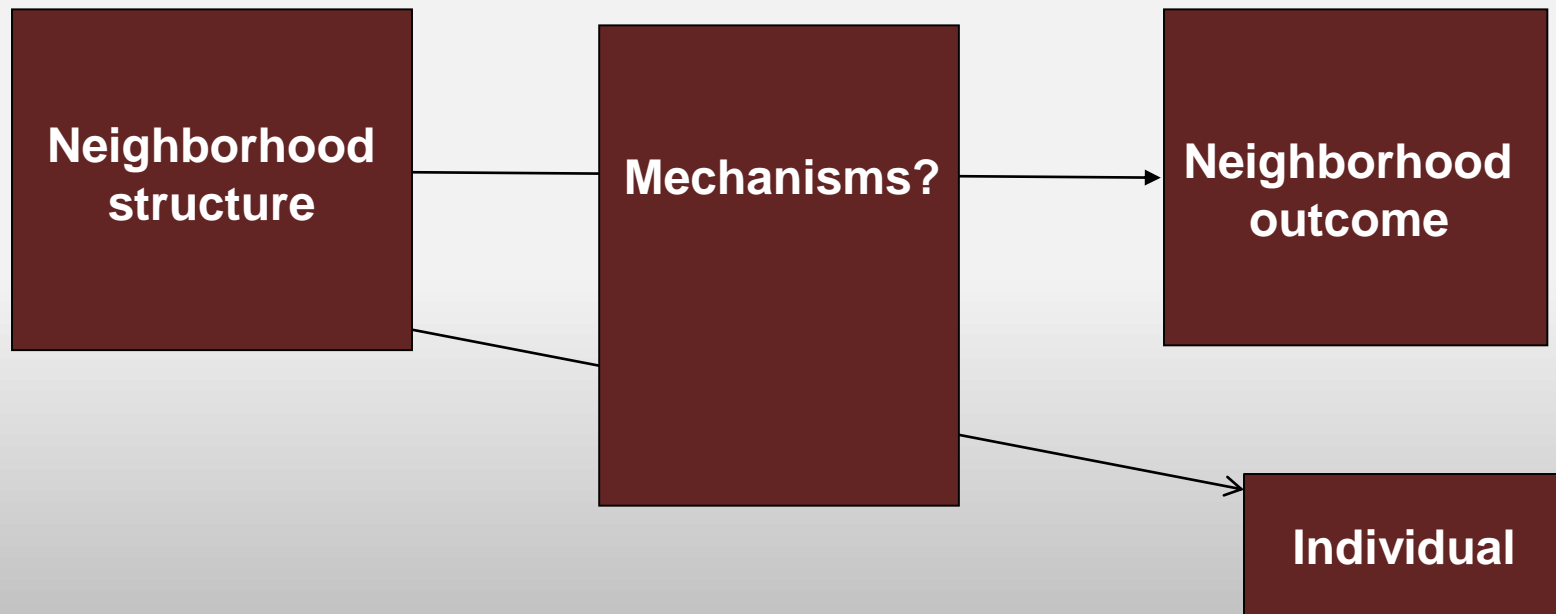 Neighborhood
structure
Mechanisms?
Neighborhood
outcome
Individual